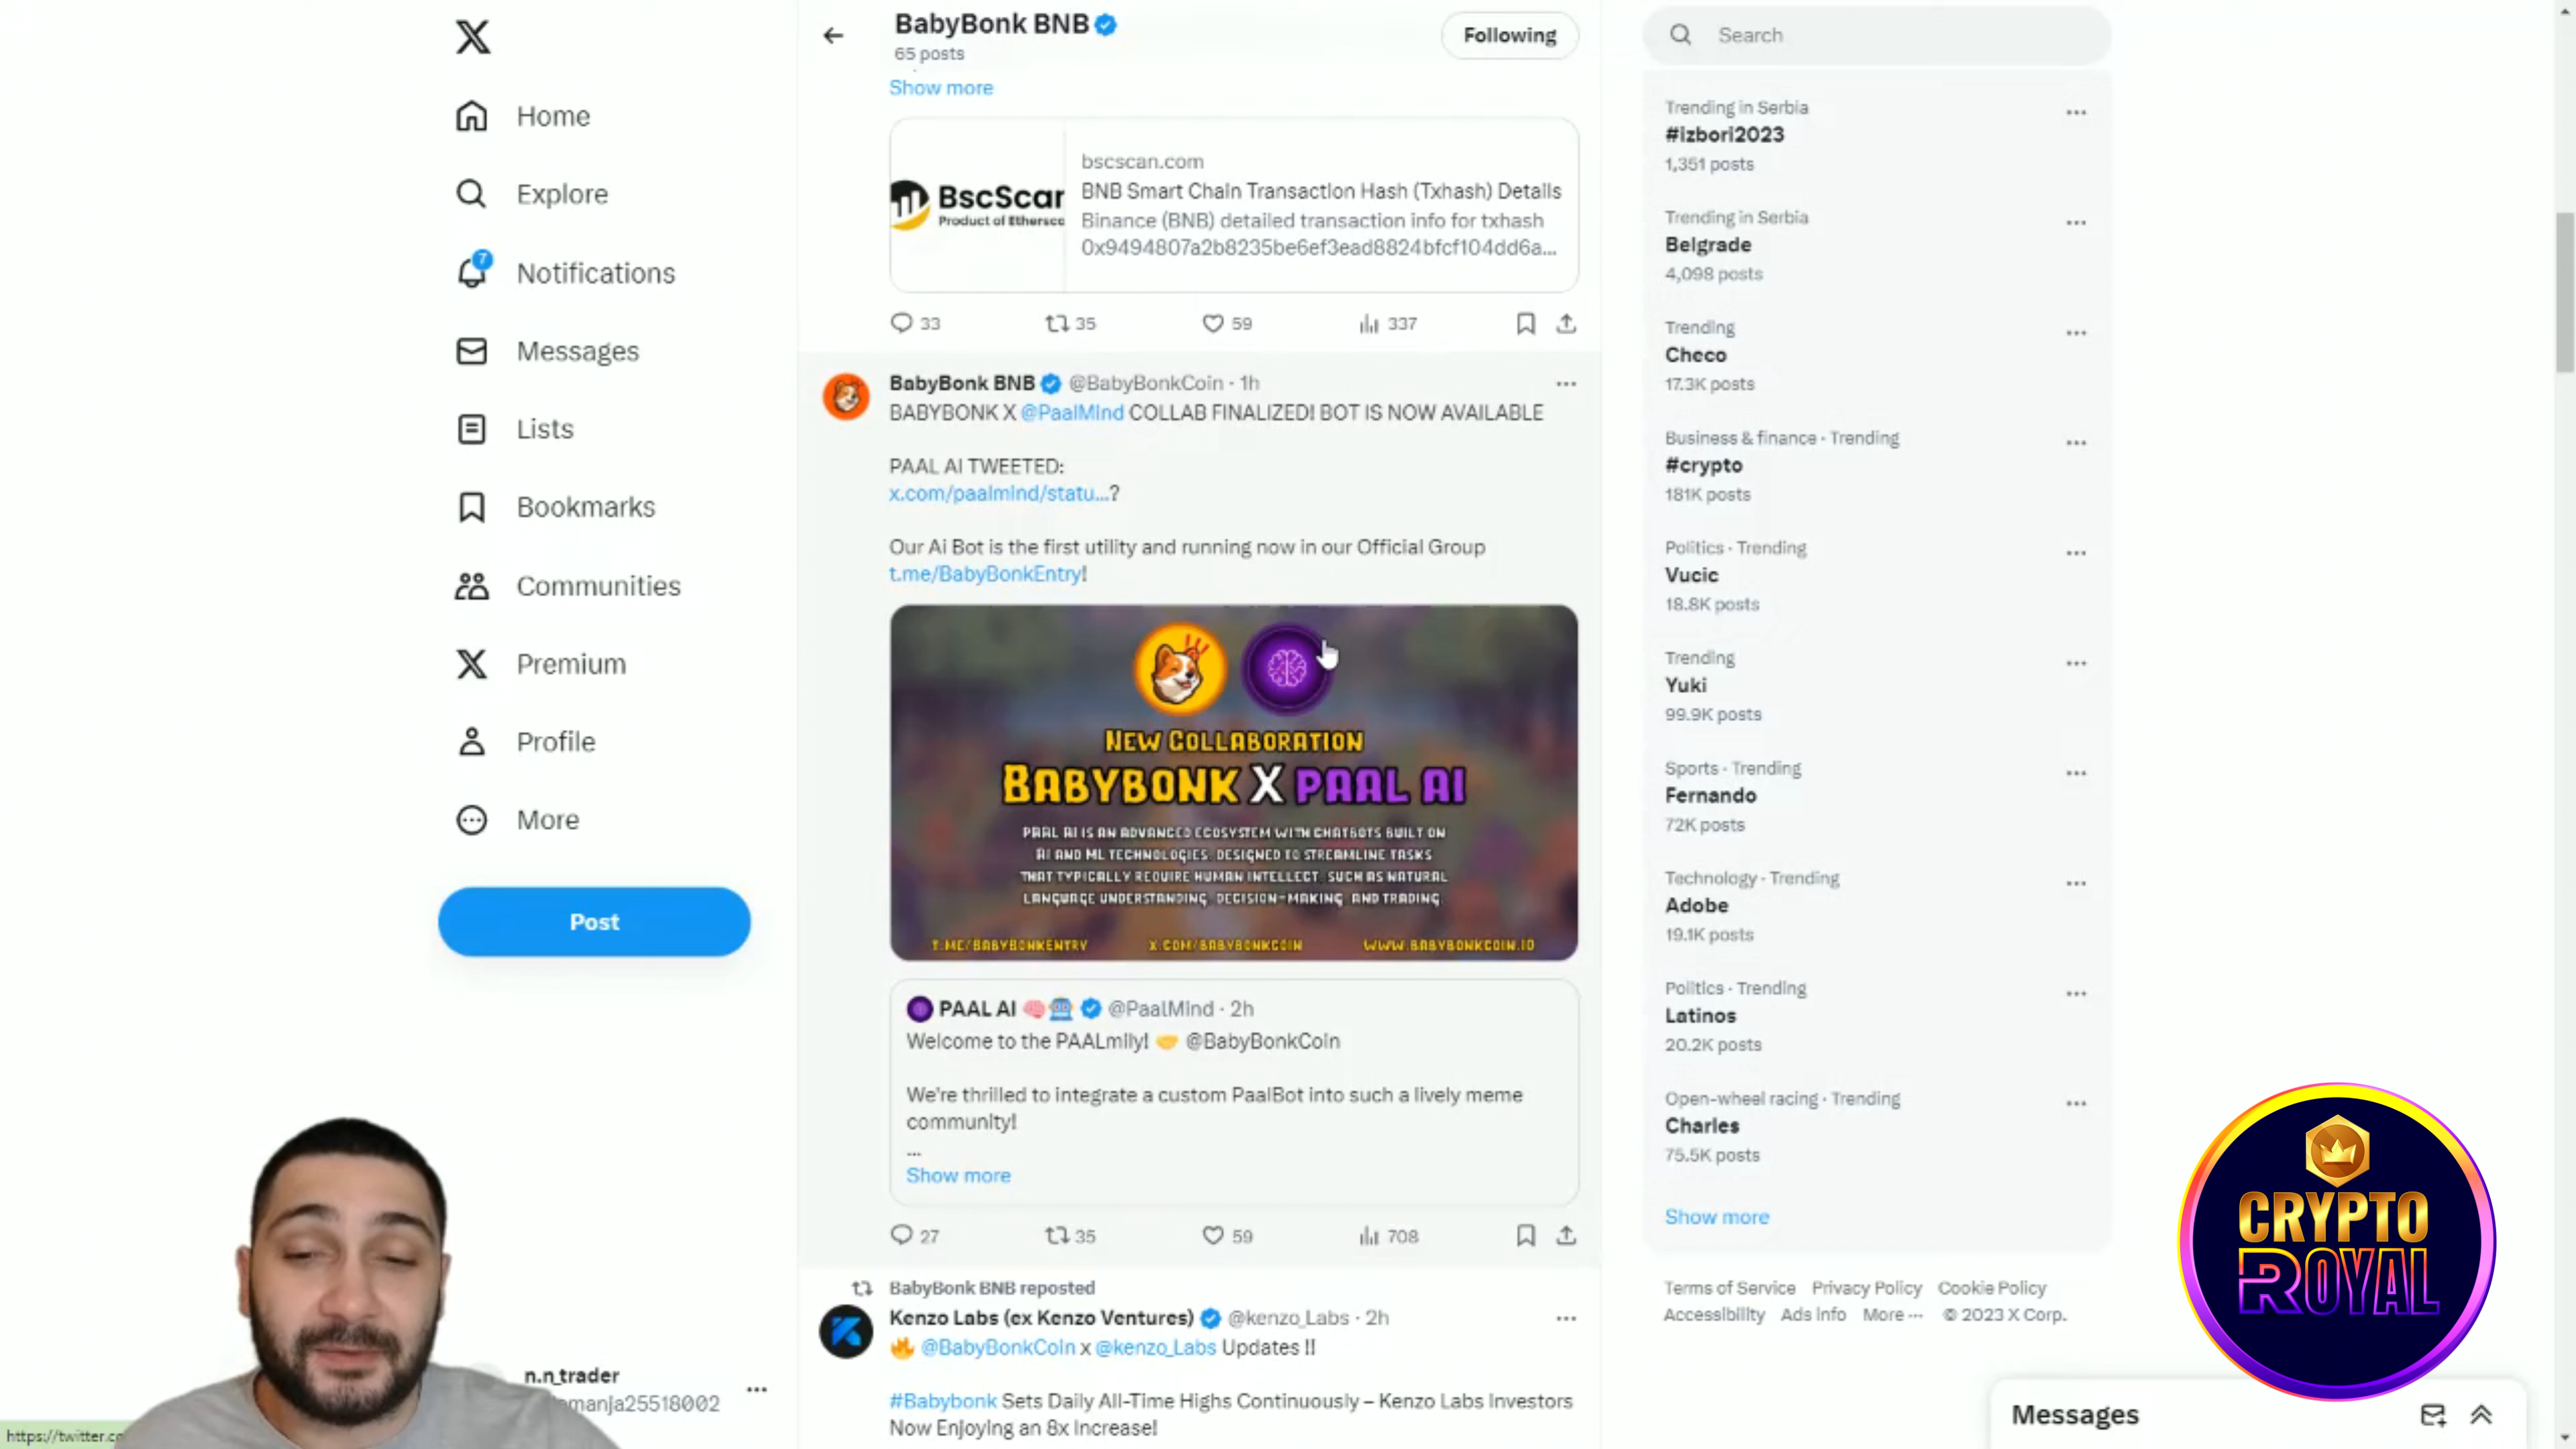 X
Home
Explore
7
Notifications
Messages
Lists
Bookmarks
Communities
Premium
Profile
More
Post
n.n_trader
manja25518002
https://twitter.co
BabyBonk BNB
65 posts
Following
Show more
BscScan
Product of Ethersca
bscscan.com
BNB Smart Chain Transaction Hash (Txhash) Details
Binance (BNB) detailed transaction info for txhash
0x9494807a2b8235be6ef3ead8824bfcf104dd6a...
33 35 59 337
BabyBonk BNB @BabyBonkCoin · 1h
BABYBONK X @PaalMind COLLAB FINALIZED! BOT IS NOW AVAILABLE
PAAL AI TWEETED:
x.com/paalmind/statu...?
Our Ai Bot is the first utility and running now in our Official Group
t.me/BabyBonkEntry!
NEW COLLABORATION
BABYBONK X PAAL AI
PAAL AI IS AN ADVANCED ECOSYSTEM WITH CHATBOTS BUILT ON
AI AND ML TECHNOLOGIES, DESIGNED TO STREAMLINE TASKS
THAT TYPICALLY REQUIRE HUMAN INTELLECT, SUCH AS NATURAL
LANGUAGE UNDERSTANDING, DECISION-MAKING, AND TRADING
T.ME/BABYBONKENTRY X.COM/BABYBONKCOIN WWW.BABYBONKCOIN.IO
PAAL AI @PaalMind · 2h
Welcome to the PAALmily! @BabyBonkCoin
We're thrilled to integrate a custom PaalBot into such a lively meme
community!
...
Show more
27 35 59 708
BabyBonk BNB reposted
Kenzo Labs (ex Kenzo Ventures) @kenzo_Labs · 2h
@BabyBonkCoin x @kenzo_Labs Updates !!
#Babybonk Sets Daily All-Time Highs Continuously – Kenzo Labs Investors
Now Enjoying an 8x Increase!
Search
Trending in Serbia
#izbori2023
1,351 posts
Trending in Serbia
Belgrade
4,098 posts
Trending
Checo
17.3K posts
Business & finance · Trending
#crypto
181K posts
Politics · Trending
Vucic
18.8K posts
Trending
Yuki
99.9K posts
Sports · Trending
Fernando
72K posts
Technology · Trending
Adobe
19.1K posts
Politics · Trending
Latinos
20.2K posts
Open-wheel racing · Trending
Charles
75.5K posts
Show more
Terms of Service Privacy Policy Cookie Policy
Accessibility Ads info More ··· © 2023 X Corp.
CRYPTO
ROYAL
Messages